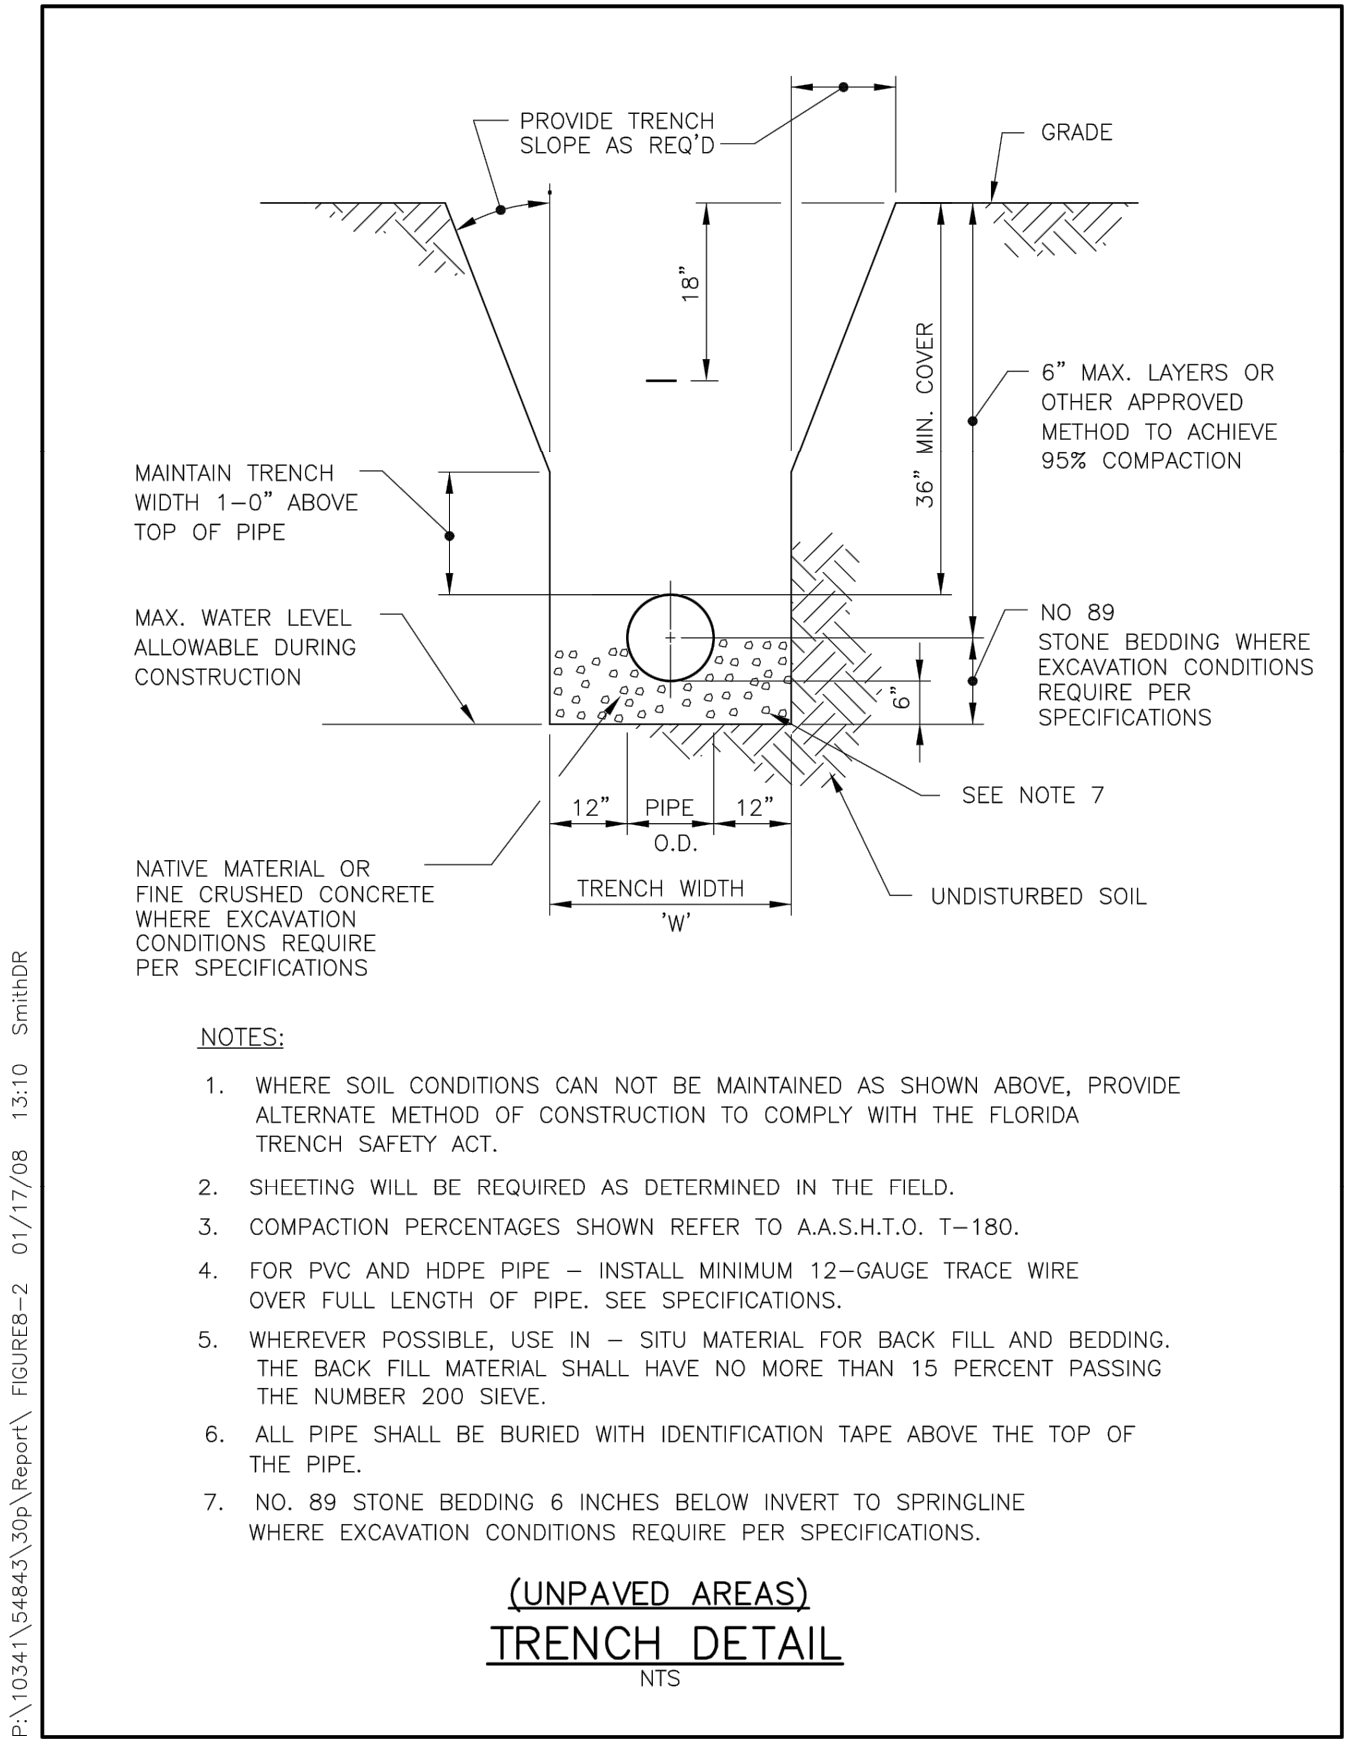 PROVIDE TRENCH
SLOPE AS REQ'D
GRADE
18"
36" MIN. COVER
6" MAX. LAYERS OR
OTHER APPROVED
METHOD TO ACHIEVE
95% COMPACTION
MAINTAIN TRENCH
WIDTH 1-0" ABOVE
TOP OF PIPE
MAX. WATER LEVEL
ALLOWABLE DURING
CONSTRUCTION
NO 89
STONE BEDDING WHERE
EXCAVATION CONDITIONS
REQUIRE PER
SPECIFICATIONS
6"
SEE NOTE 7
12" PIPE 12"
O.D.
TRENCH WIDTH
'W'
UNDISTURBED SOIL
NATIVE MATERIAL OR
FINE CRUSHED CONCRETE
WHERE EXCAVATION
CONDITIONS REQUIRE
PER SPECIFICATIONS
NOTES:
1. WHERE SOIL CONDITIONS CAN NOT BE MAINTAINED AS SHOWN ABOVE, PROVIDE
ALTERNATE METHOD OF CONSTRUCTION TO COMPLY WITH THE FLORIDA
TRENCH SAFETY ACT.
2. SHEETING WILL BE REQUIRED AS DETERMINED IN THE FIELD.
3. COMPACTION PERCENTAGES SHOWN REFER TO A.A.S.H.T.O. T-180.
4. FOR PVC AND HDPE PIPE - INSTALL MINIMUM 12-GAUGE TRACE WIRE
OVER FULL LENGTH OF PIPE. SEE SPECIFICATIONS.
5. WHEREVER POSSIBLE, USE IN - SITU MATERIAL FOR BACK FILL AND BEDDING.
THE BACK FILL MATERIAL SHALL HAVE NO MORE THAN 15 PERCENT PASSING
THE NUMBER 200 SIEVE.
6. ALL PIPE SHALL BE BURIED WITH IDENTIFICATION TAPE ABOVE THE TOP OF
THE PIPE.
7. NO. 89 STONE BEDDING 6 INCHES BELOW INVERT TO SPRINGLINE
WHERE EXCAVATION CONDITIONS REQUIRE PER SPECIFICATIONS.
(UNPAVED AREAS)
TRENCH DETAIL
NTS
P:\10341\54843\30p\Report\ FIGURE8-2 01/17/08 13:10 SmithDR